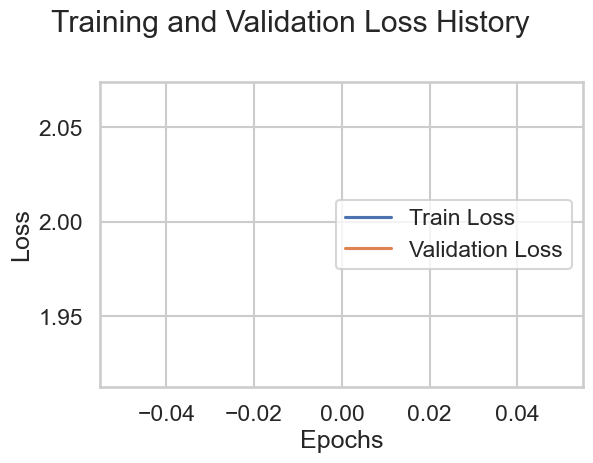 Training and Validation Loss History
Loss
2.05
2.00
1.95
Train Loss
Validation Loss
−0.04 −0.02 0.00 0.02 0.04
Epochs